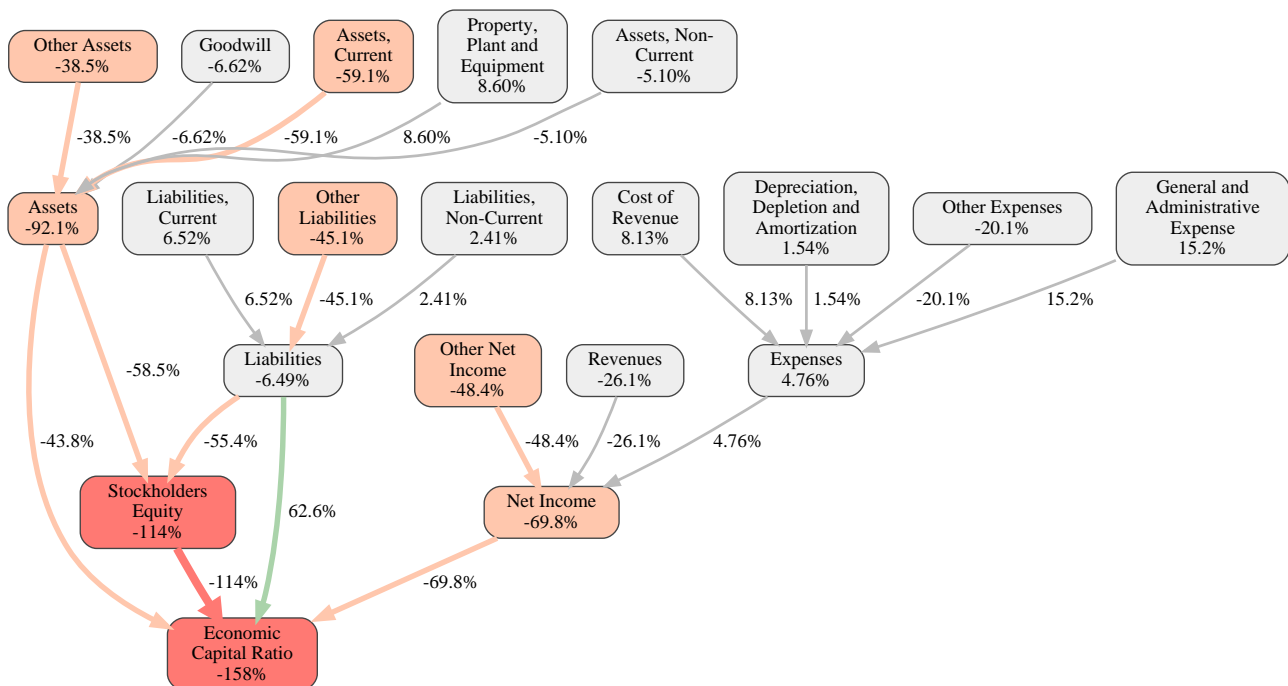 Other Assets
-38.5%
Goodwill
-6.62%
Assets,
Current
-59.1%
Property,
Plant and
Equipment
8.60%
Assets, Non-
Current
-5.10%
-38.5%
-6.62%
-59.1%
8.60%
-5.10%
Assets
-92.1%
Liabilities,
Current
6.52%
Other
Liabilities
-45.1%
Liabilities,
Non-Current
2.41%
Cost of
Revenue
8.13%
Depreciation,
Depletion and
Amortization
1.54%
Other Expenses
-20.1%
General and
Administrative
Expense
15.2%
6.52%
-45.1%
2.41%
8.13%
1.54%
-20.1%
15.2%
-58.5%
Liabilities
-6.49%
Other Net
Income
-48.4%
Revenues
-26.1%
Expenses
4.76%
-43.8%
-55.4%
62.6%
-48.4%
-26.1%
4.76%
Stockholders
Equity
-114%
Net Income
-69.8%
-114%
-69.8%
Economic
Capital Ratio
-158%